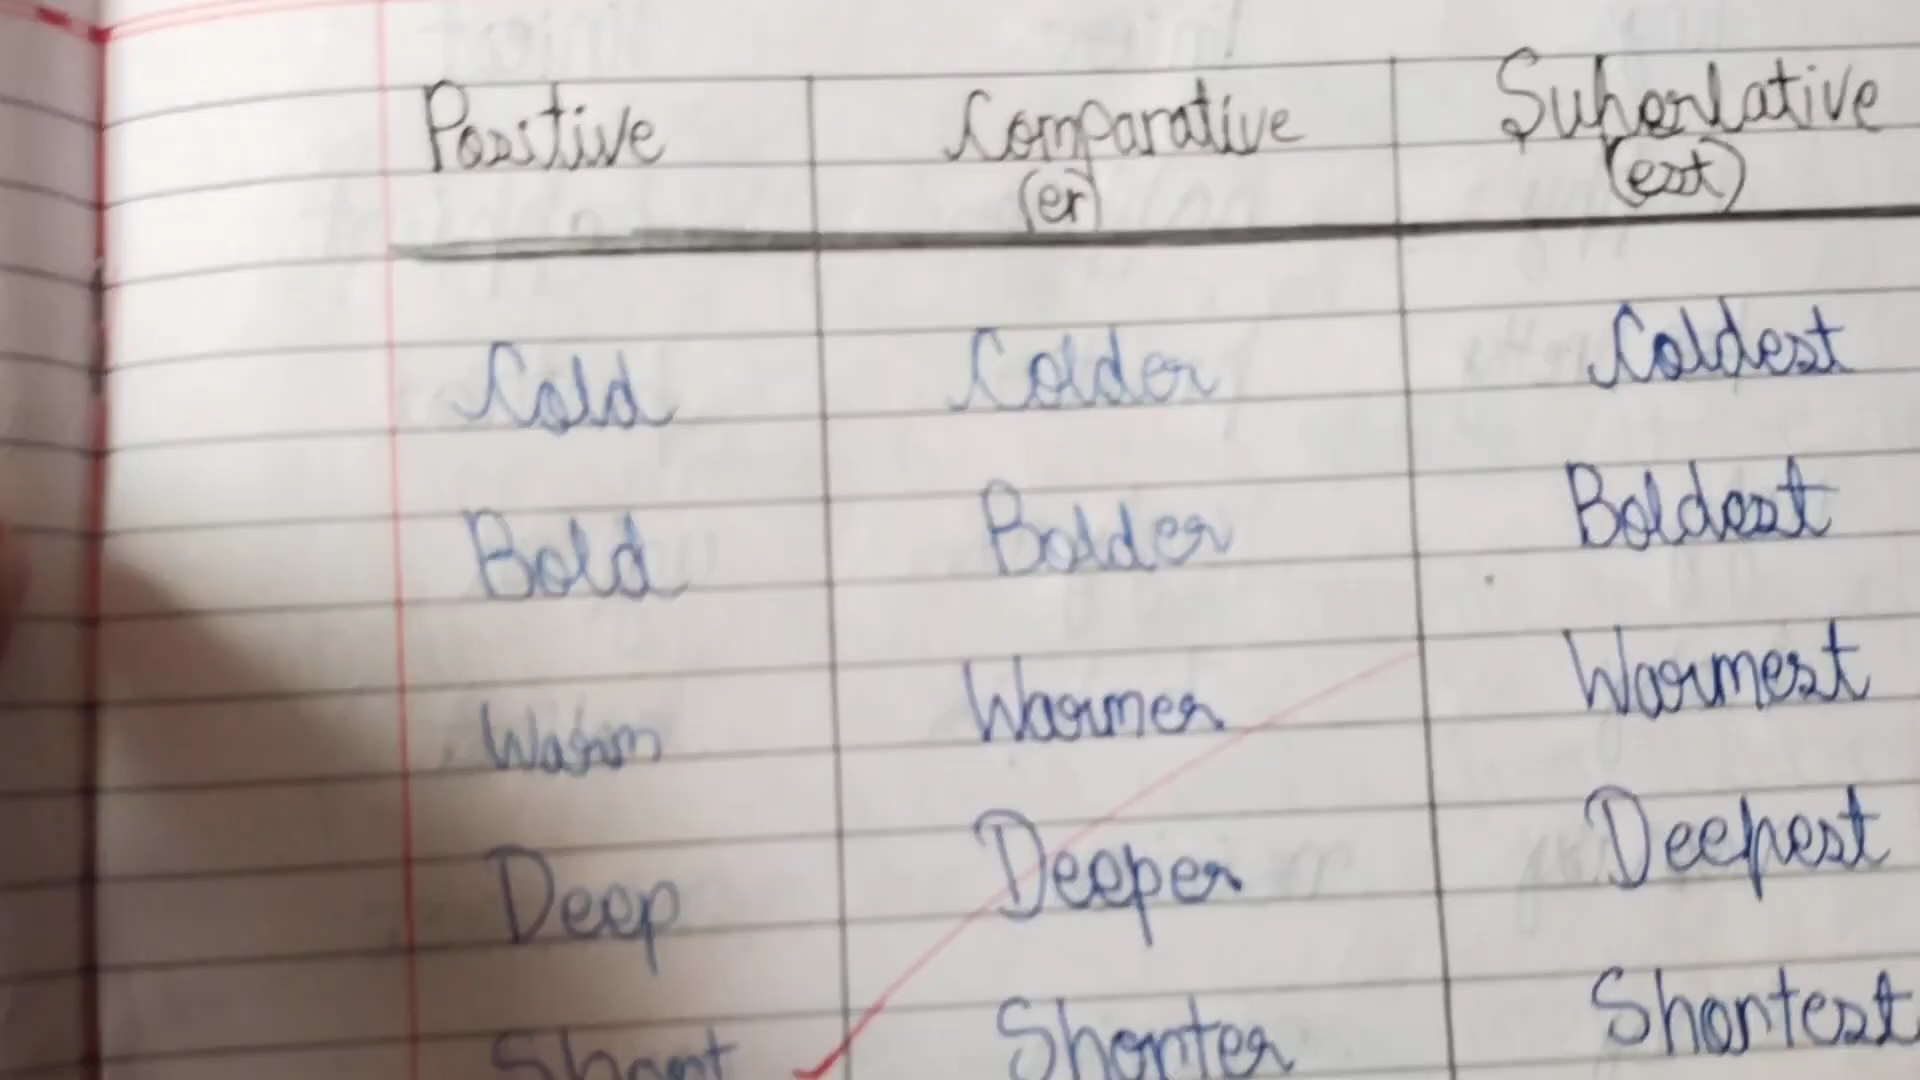 Positive Comparative Superlative
(er) (est)
Cold Colder Coldest
Bold Bolder Boldest
Warm Warmer Warmest
Deep Deeper Deepest
Short Shorter Shortest